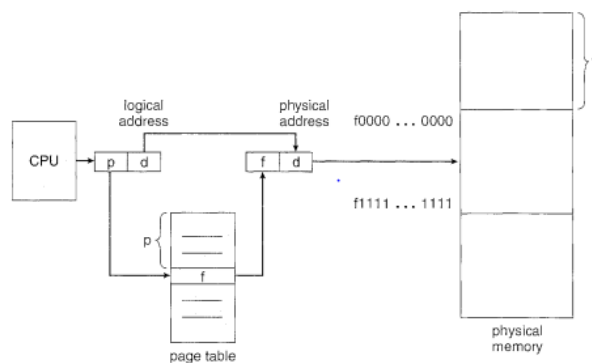 logical
address
physical
address
f0000 ... 0000
CPU
p d
f d
f1111 ... 1111
p
f
physical
memory
page table